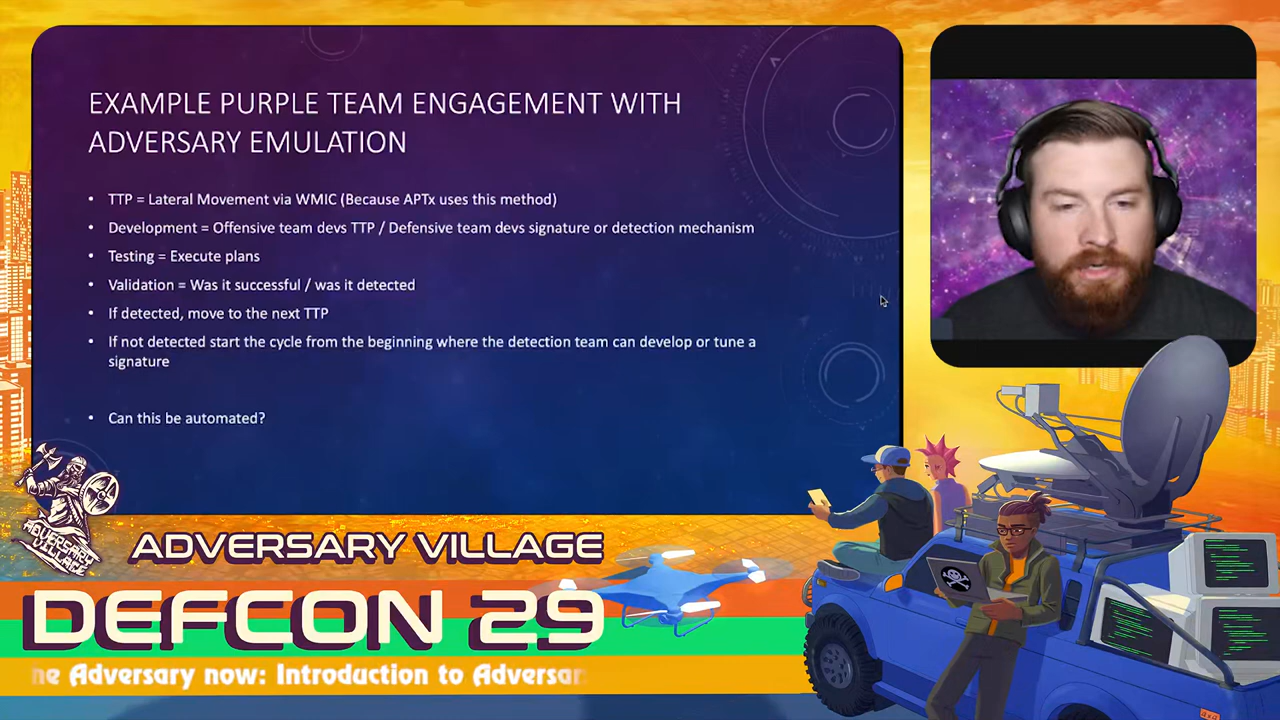 EXAMPLE PURPLE TEAM ENGAGEMENT WITH
ADVERSARY EMULATION
• TTP = Lateral Movement via WMIC (Because APTx uses this method)
• Development = Offensive team devs TTP / Defensive team devs signature or detection mechanism
• Testing = Execute plans
• Validation = Was it successful / was it detected
• If detected, move to the next TTP
• If not detected start the cycle from the beginning where the detection team can develop or tune a
signature
• Can this be automated?
ADVERSARY
VILLAGE
ADVERSARY VILLAGE
DEFCON 29
ne Adversary now: Introduction to Adversar